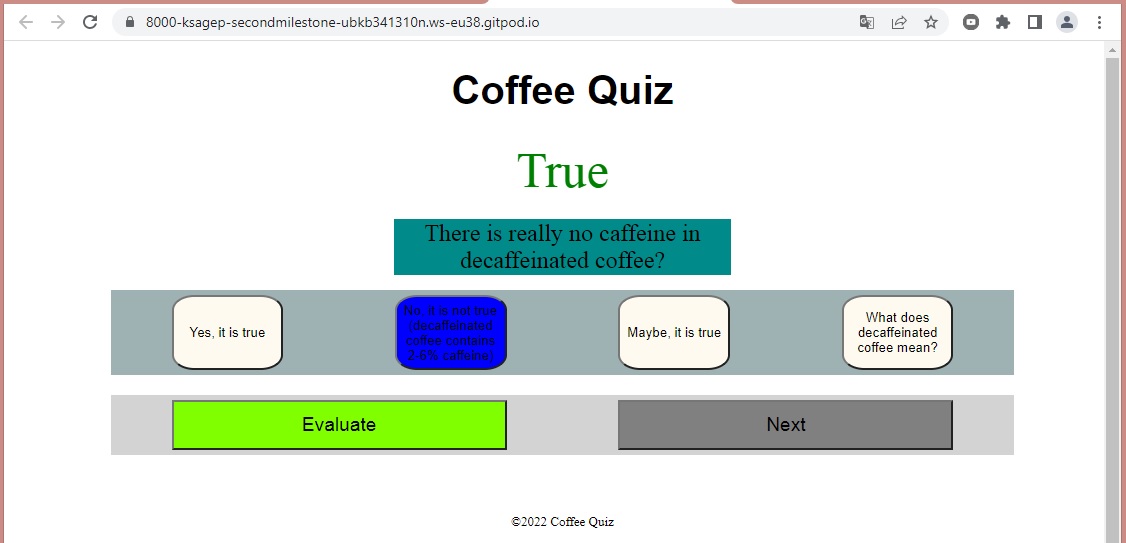 8000-ksagep-secondmilestone-ubkb341310n.ws-eu38.gitpod.io
Coffee Quiz
True
There is really no caffeine in
decaffeinated coffee?
Yes, it is true
No, it is not true
(decaffeinated
coffee contains
2-6% caffeine)
Maybe, it is true
What does
decaffeinated
coffee mean?
Evaluate
Next
©2022 Coffee Quiz